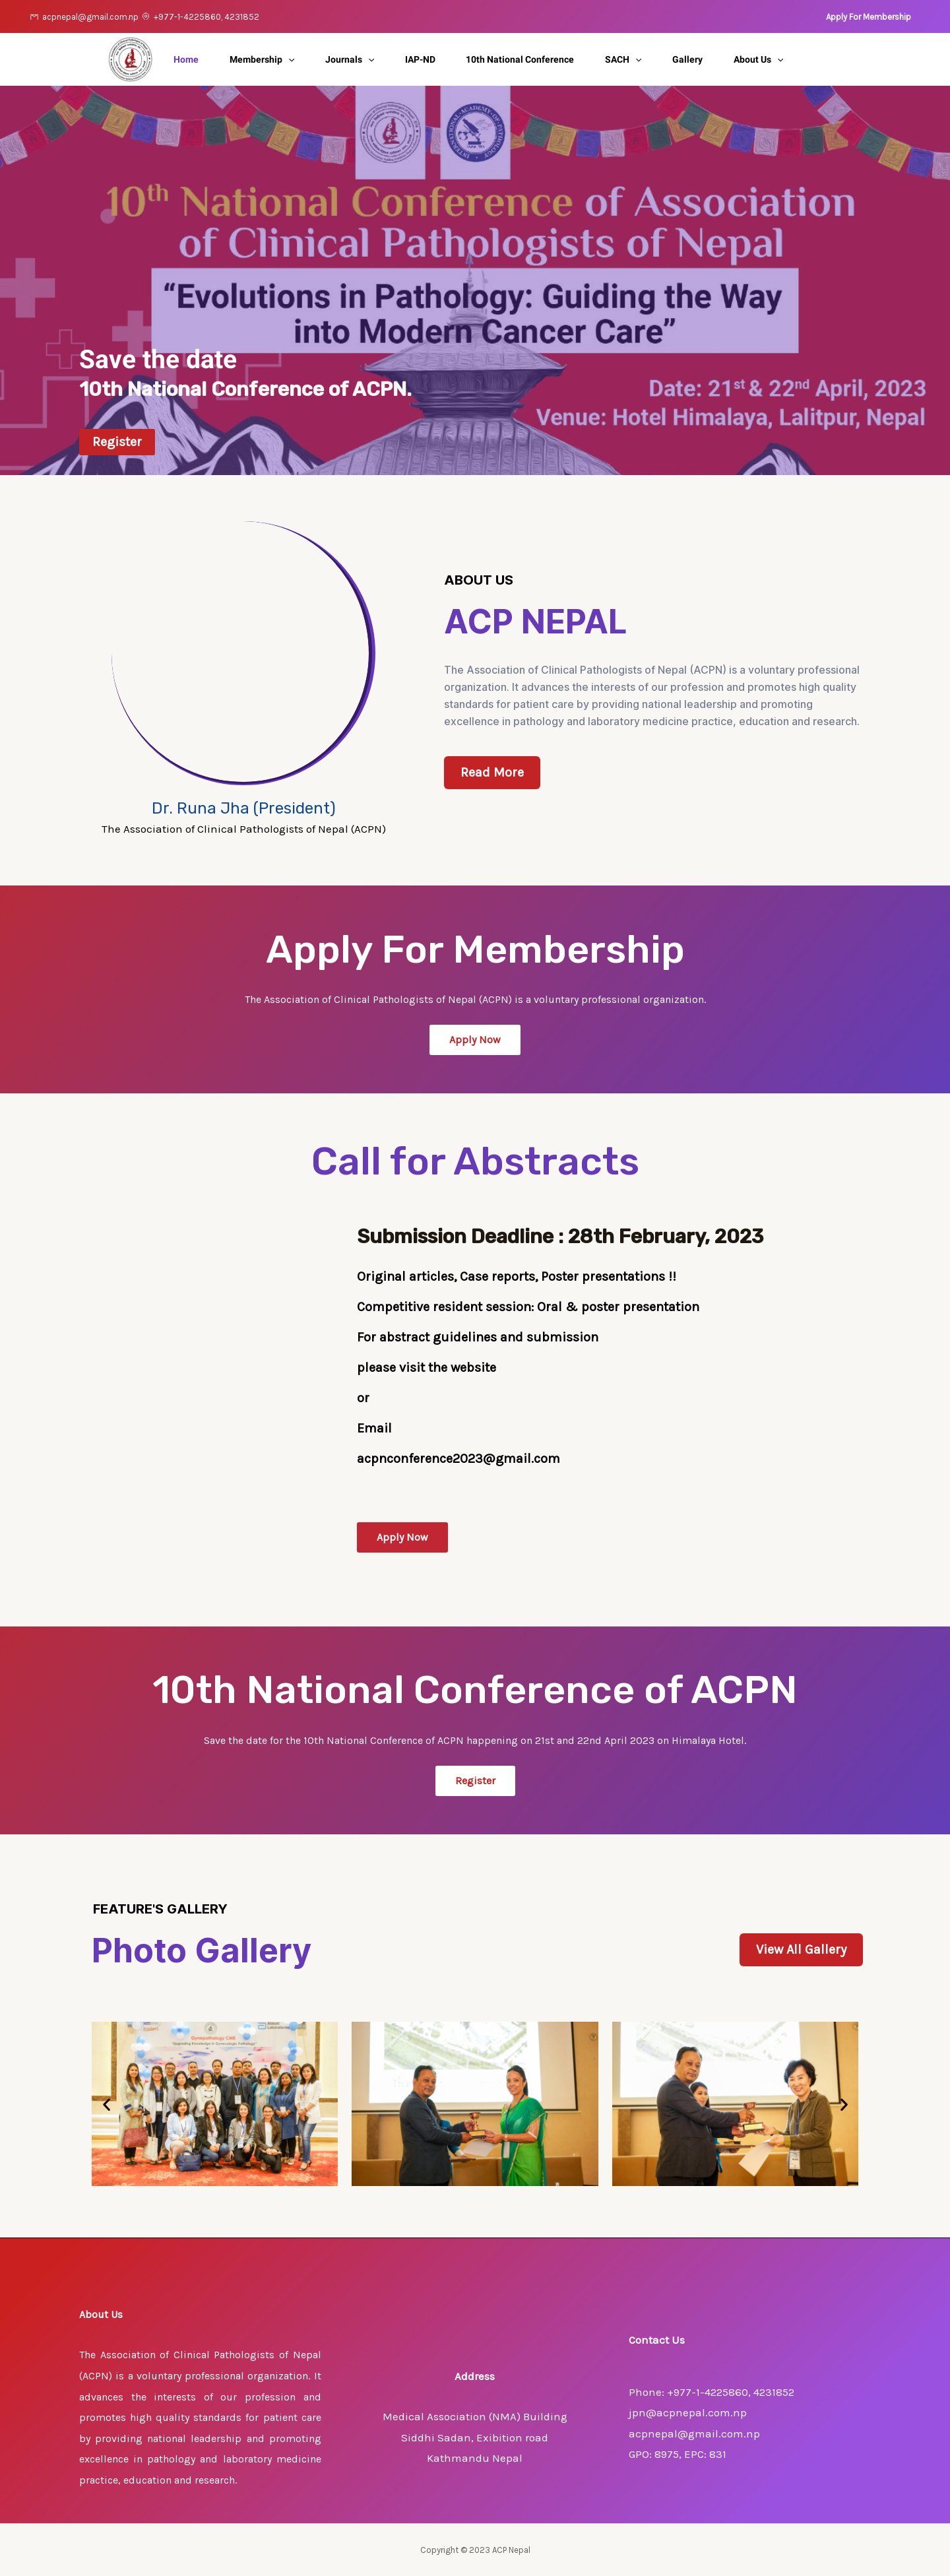 acpnepal@gmail.com.np +977-1-4225860, 4231852
Apply For Membership
Home Membership Journals IAP-ND 10th National Conference SACH Gallery About Us
10th National Conference of Association
of Clinical Pathologists of Nepal
“Evolutions in Pathology: Guiding the Way
into Modern Cancer Care”
Save the date
10th National Conference of ACPN.
Date: 21st & 22nd April, 2023
Venue: Hotel Himalaya, Lalitpur, Nepal
Register
ABOUT US
ACP NEPAL
The Association of Clinical Pathologists of Nepal (ACPN) is a voluntary professional
organization. It advances the interests of our profession and promotes high quality
standards for patient care by providing national leadership and promoting
excellence in pathology and laboratory medicine practice, education and research.
Read More
Dr. Runa Jha (President)
The Association of Clinical Pathologists of Nepal (ACPN)
Apply For Membership
The Association of Clinical Pathologists of Nepal (ACPN) is a voluntary professional organization.
Apply Now
Call for Abstracts
Submission Deadline : 28th February, 2023
Original articles, Case reports, Poster presentations !!
Competitive resident session: Oral & poster presentation
For abstract guidelines and submission
please visit the website
or
Email
acpnconference2023@gmail.com
Apply Now
10th National Conference of ACPN
Save the date for the 10th National Conference of ACPN happening on 21st and 22nd April 2023 on Himalaya Hotel.
Register
FEATURE'S GALLERY
Photo Gallery
View All Gallery
About Us
The Association of Clinical Pathologists of Nepal
(ACPN) is a voluntary professional organization. It
advances the interests of our profession and
promotes high quality standards for patient care
by providing national leadership and promoting
excellence in pathology and laboratory medicine
practice, education and research.
Address
Medical Association (NMA) Building
Siddhi Sadan, Exibition road
Kathmandu Nepal
Contact Us
Phone: +977-1-4225860, 4231852
jpn@acpnepal.com.np
acpnepal@gmail.com.np
GPO: 8975, EPC: 831
Copyright © 2023 ACP Nepal